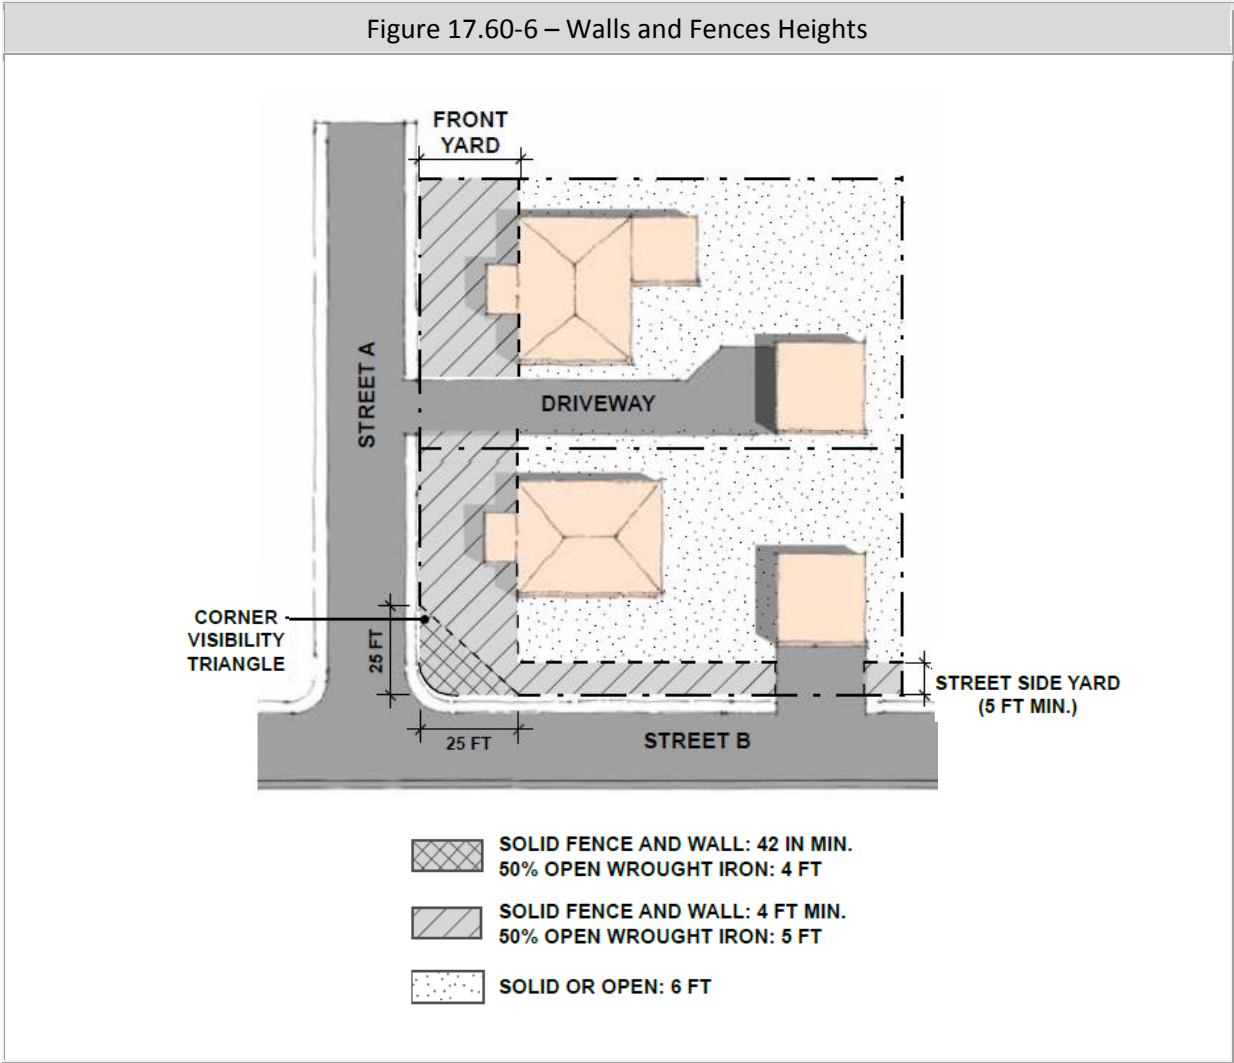 Figure 17.60-6 – Walls and Fences Heights
FRONT
YARD
STREET A
DRIVEWAY
CORNER
VISIBILITY
TRIANGLE
25 FT
25 FT
STREET B
STREET SIDE YARD
(5 FT MIN.)
SOLID FENCE AND WALL: 42 IN MIN.
50% OPEN WROUGHT IRON: 4 FT
SOLID FENCE AND WALL: 4 FT MIN.
50% OPEN WROUGHT IRON: 5 FT
SOLID OR OPEN: 6 FT